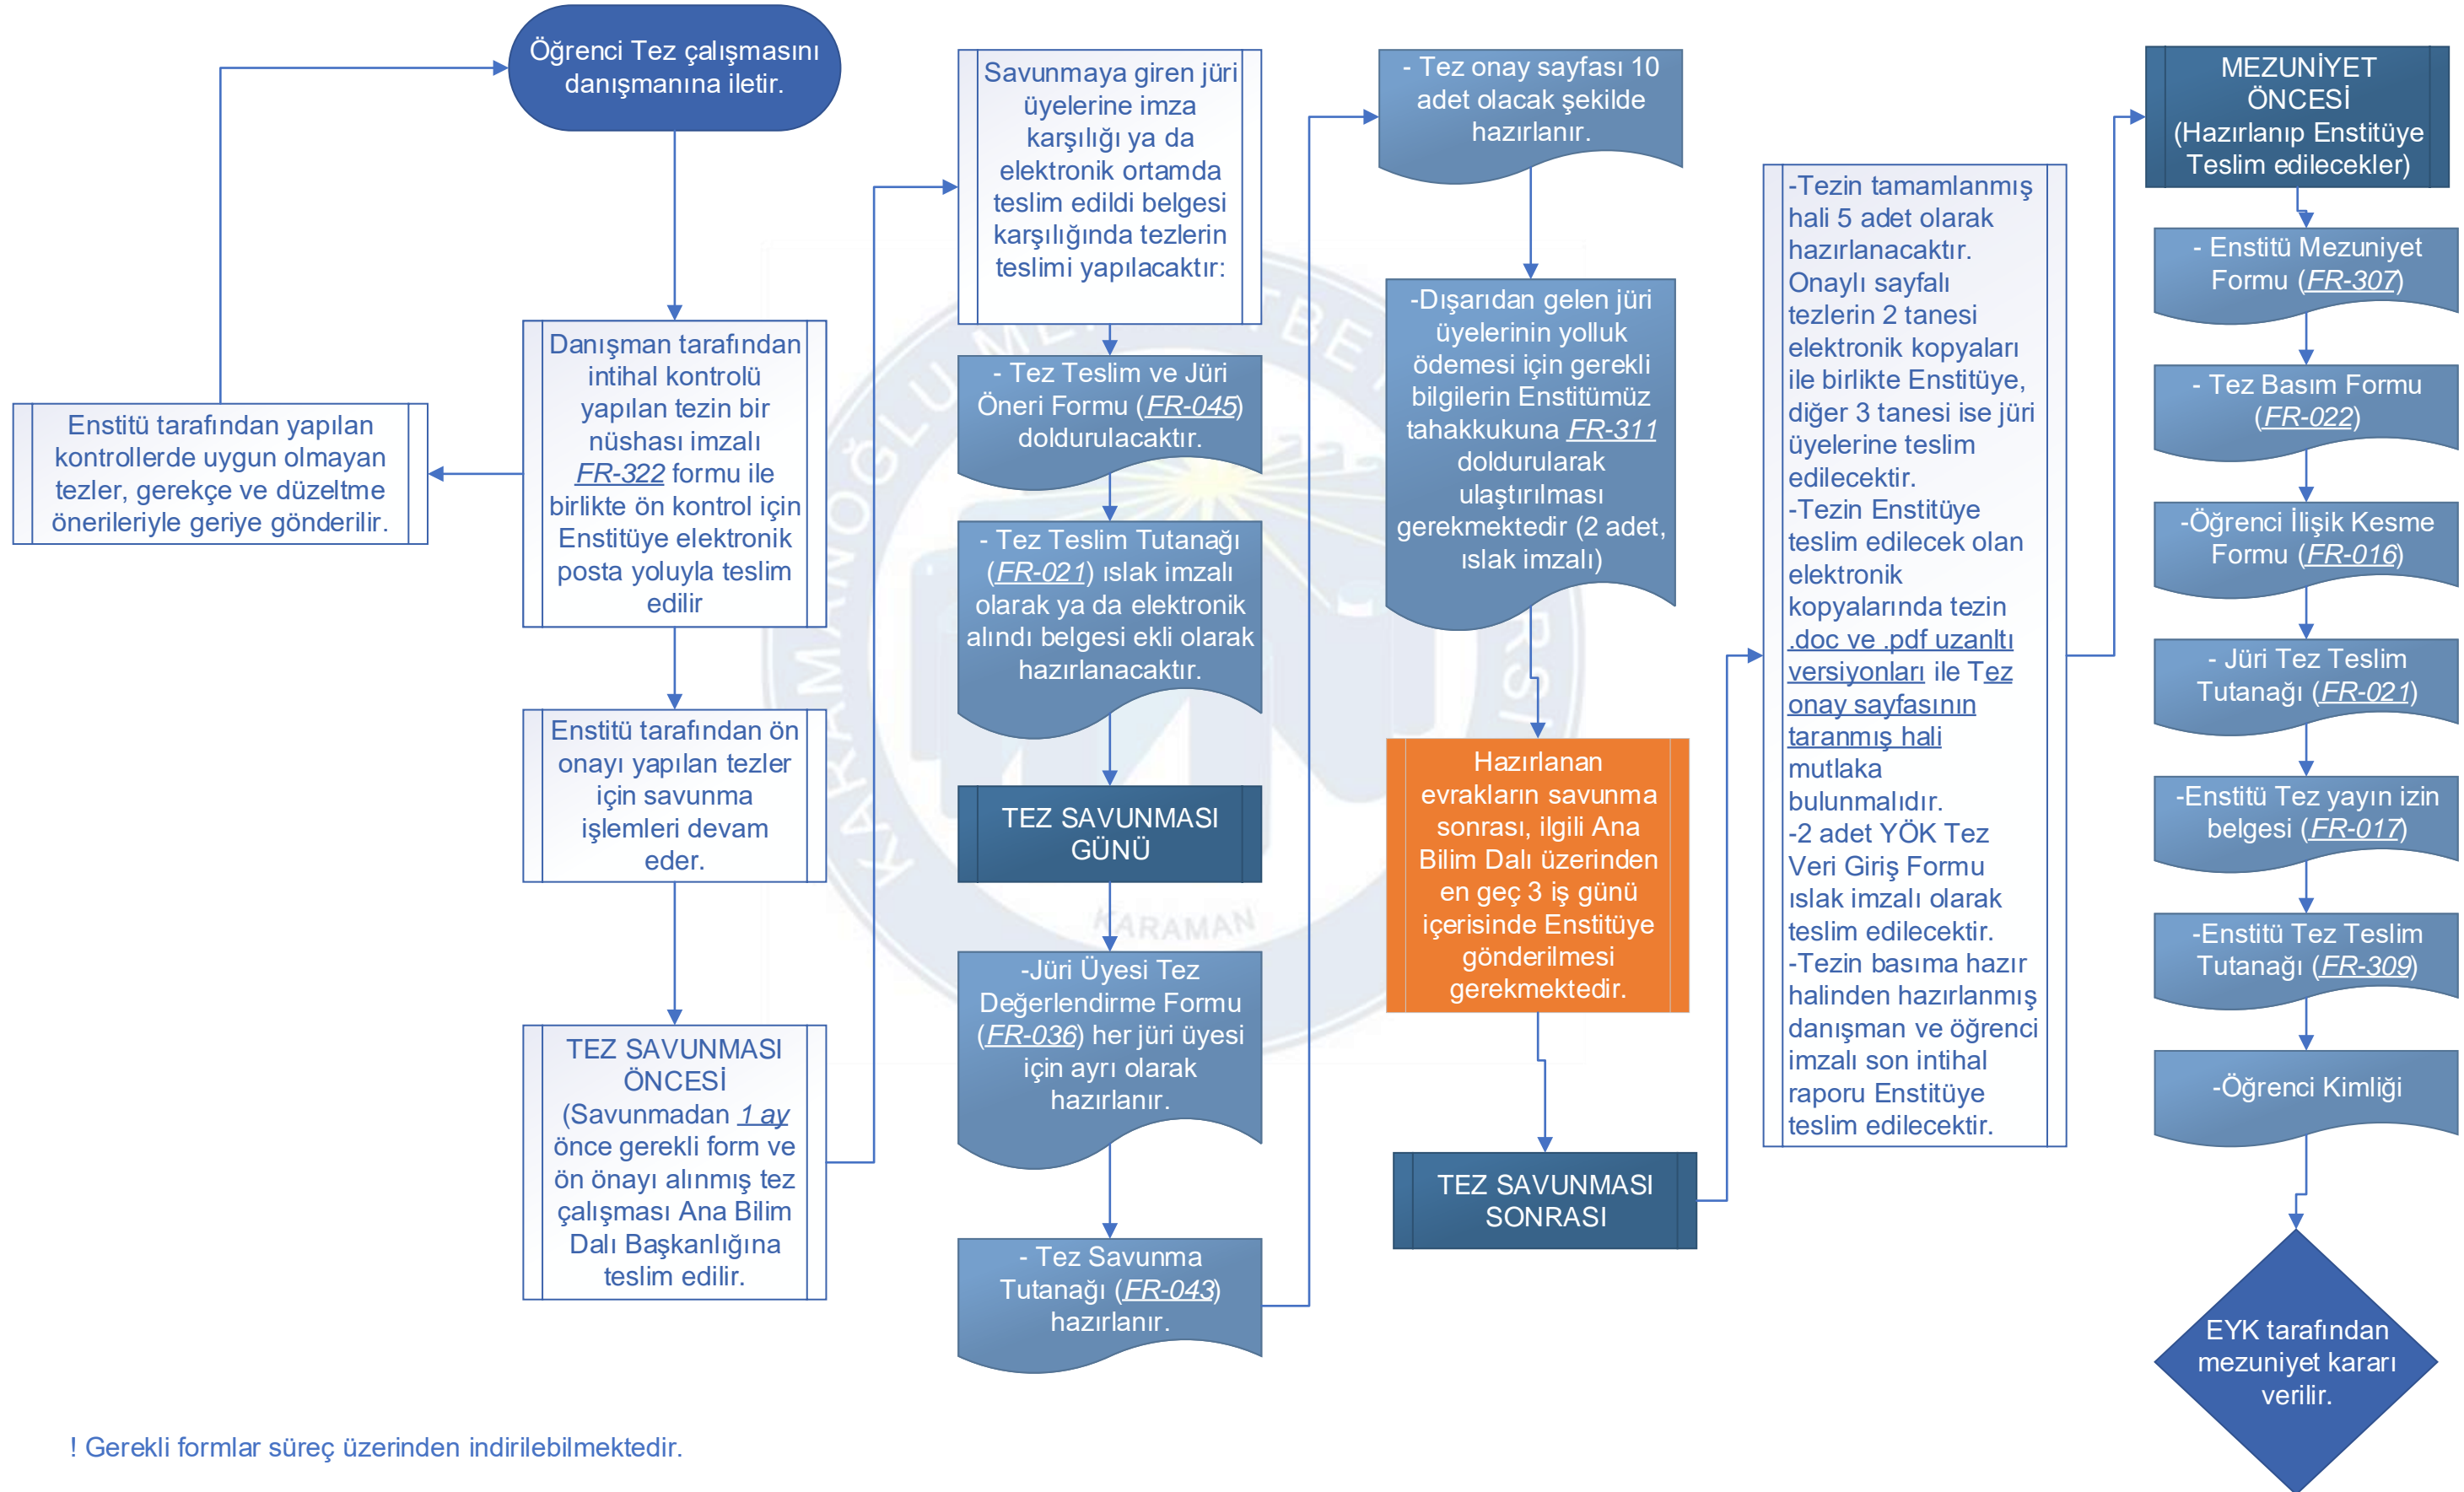 Öğrenci Tez çalışmasını
danışmanına iletir.
Danışman tarafından
intihal kontrolü
yapılan tezin bir
nüshası imzalı
FR-322 formu ile
birlikte ön kontrol için
Enstitüye elektronik
posta yoluyla teslim
edilir
Enstitü tarafından yapılan
kontrollerde uygun olmayan
tezler, gerekçe ve düzeltme
önerileriyle geriye gönderilir.
Enstitü tarafından ön
onayı yapılan tezler
için savunma
işlemleri devam
eder.
TEZ SAVUNMASI
ÖNCESİ
(Savunmadan 1 ay
önce gerekli form ve
ön önayı alınmış tez
çalışması Ana Bilim
Dalı Başkanlığına
teslim edilir.
Savunmaya giren jüri
üyelerine imza
karşılığı ya da
elektronik ortamda
teslim edildi belgesi
karşılığında tezlerin
teslimi yapılacaktır:
- Tez Teslim ve Jüri
Öneri Formu (FR-045)
doldurulacaktır.
- Tez Teslim Tutanağı
(FR-021) ıslak imzalı
olarak ya da elektronik
alındı belgesi ekli olarak
hazırlanacaktır.
TEZ SAVUNMASI
GÜNÜ
-Jüri Üyesi Tez
Değerlendirme Formu
(FR-036) her jüri üyesi
için ayrı olarak
hazırlanır.
- Tez Savunma
Tutanağı (FR-043)
hazırlanır.
- Tez onay sayfası 10
adet olacak şekilde
hazırlanır.
-Dışarıdan gelen jüri
üyelerinin yolluk
ödemesi için gerekli
bilgilerin Enstitümüz
tahakkukuna FR-311
doldurularak
ulaştırılması
gerekmektedir (2 adet,
ıslak imzalı)
Hazırlanan
evrakların savunma
sonrası, ilgili Ana
Bilim Dalı üzerinden
en geç 3 iş günü
içerisinde Enstitüye
gönderilmesi
gerekmektedir.
TEZ SAVUNMASI
SONRASI
-Tezin tamamlanmış
hali 5 adet olarak
hazırlanacaktır.
Onaylı sayfalı
tezlerin 2 tanesi
elektronik kopyaları
ile birlikte Enstitüye,
diğer 3 tanesi ise jüri
üyelerine teslim
edilecektir.
-Tezin Enstitüye
teslim edilecek olan
elektronik
kopyalarında tezin
.doc ve .pdf uzanltı
versiyonları ile Tez
onay sayfasının
taranmış hali
mutlaka
bulunmalıdır.
-2 adet YÖK Tez
Veri Giriş Formu
ıslak imzalı olarak
teslim edilecektir.
-Tezin basıma hazır
halinden hazırlanmış
danışman ve öğrenci
imzalı son intihal
raporu Enstitüye
teslim edilecektir.
MEZUNİYET
ÖNCESİ
(Hazırlanıp Enstitüye
Teslim edilecekler)
- Enstitü Mezuniyet
Formu (FR-307)
- Tez Basım Formu
(FR-022)
-Öğrenci İlişik Kesme
Formu (FR-016)
- Jüri Tez Teslim
Tutanağı (FR-021)
-Enstitü Tez yayın izin
belgesi (FR-017)
-Enstitü Tez Teslim
Tutanağı (FR-309)
-Öğrenci Kimliği
EYK tarafından
mezuniyet kararı
verilir.
! Gerekli formlar süreç üzerinden indirilebilmektedir.
KARAMAN